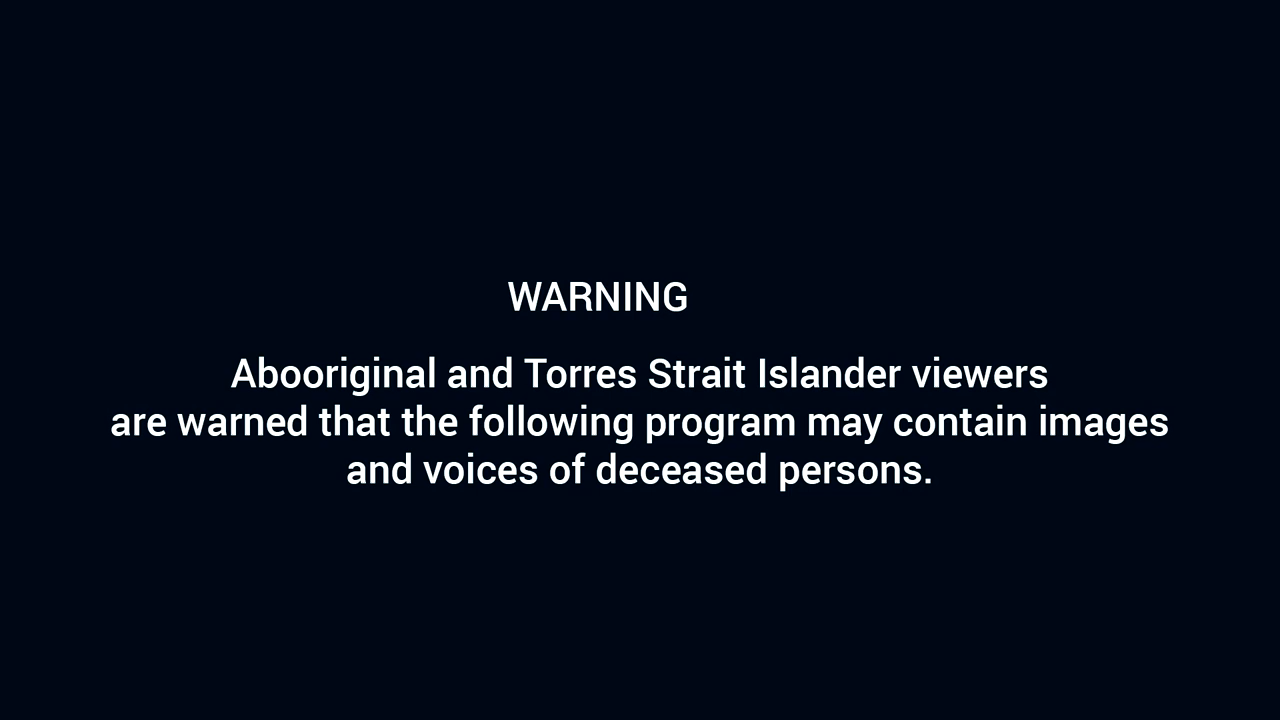 WARNING
Abooriginal and Torres Strait Islander viewers
are warned that the following program may contain images
and voices of deceased persons.